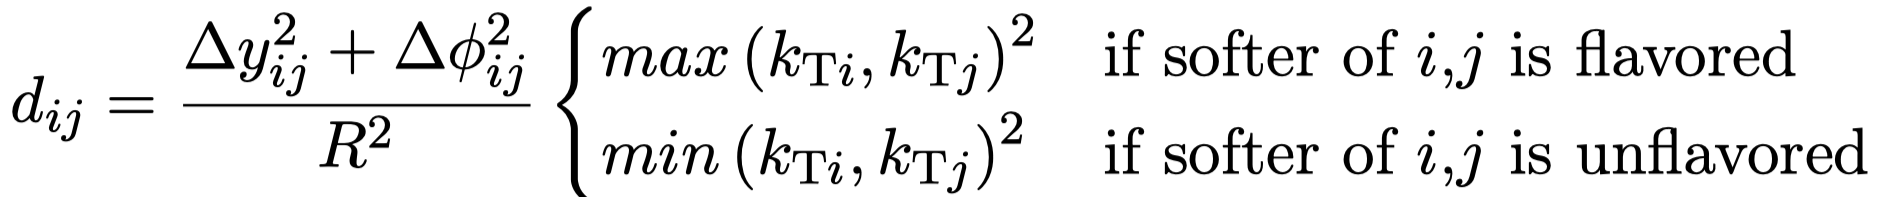 d_{ij} = \frac{\Delta y_{ij}^2 + \Delta \phi_{ij}^2}{R^2} \begin{cases} max\,(k_{\mathrm{T}i}, k_{\mathrm{T}j})^2 & \text{if softer of } i,j \text{ is flavored} \\ min\,(k_{\mathrm{T}i}, k_{\mathrm{T}j})^2 & \text{if softer of } i,j \text{ is unflavored} \end{cases}